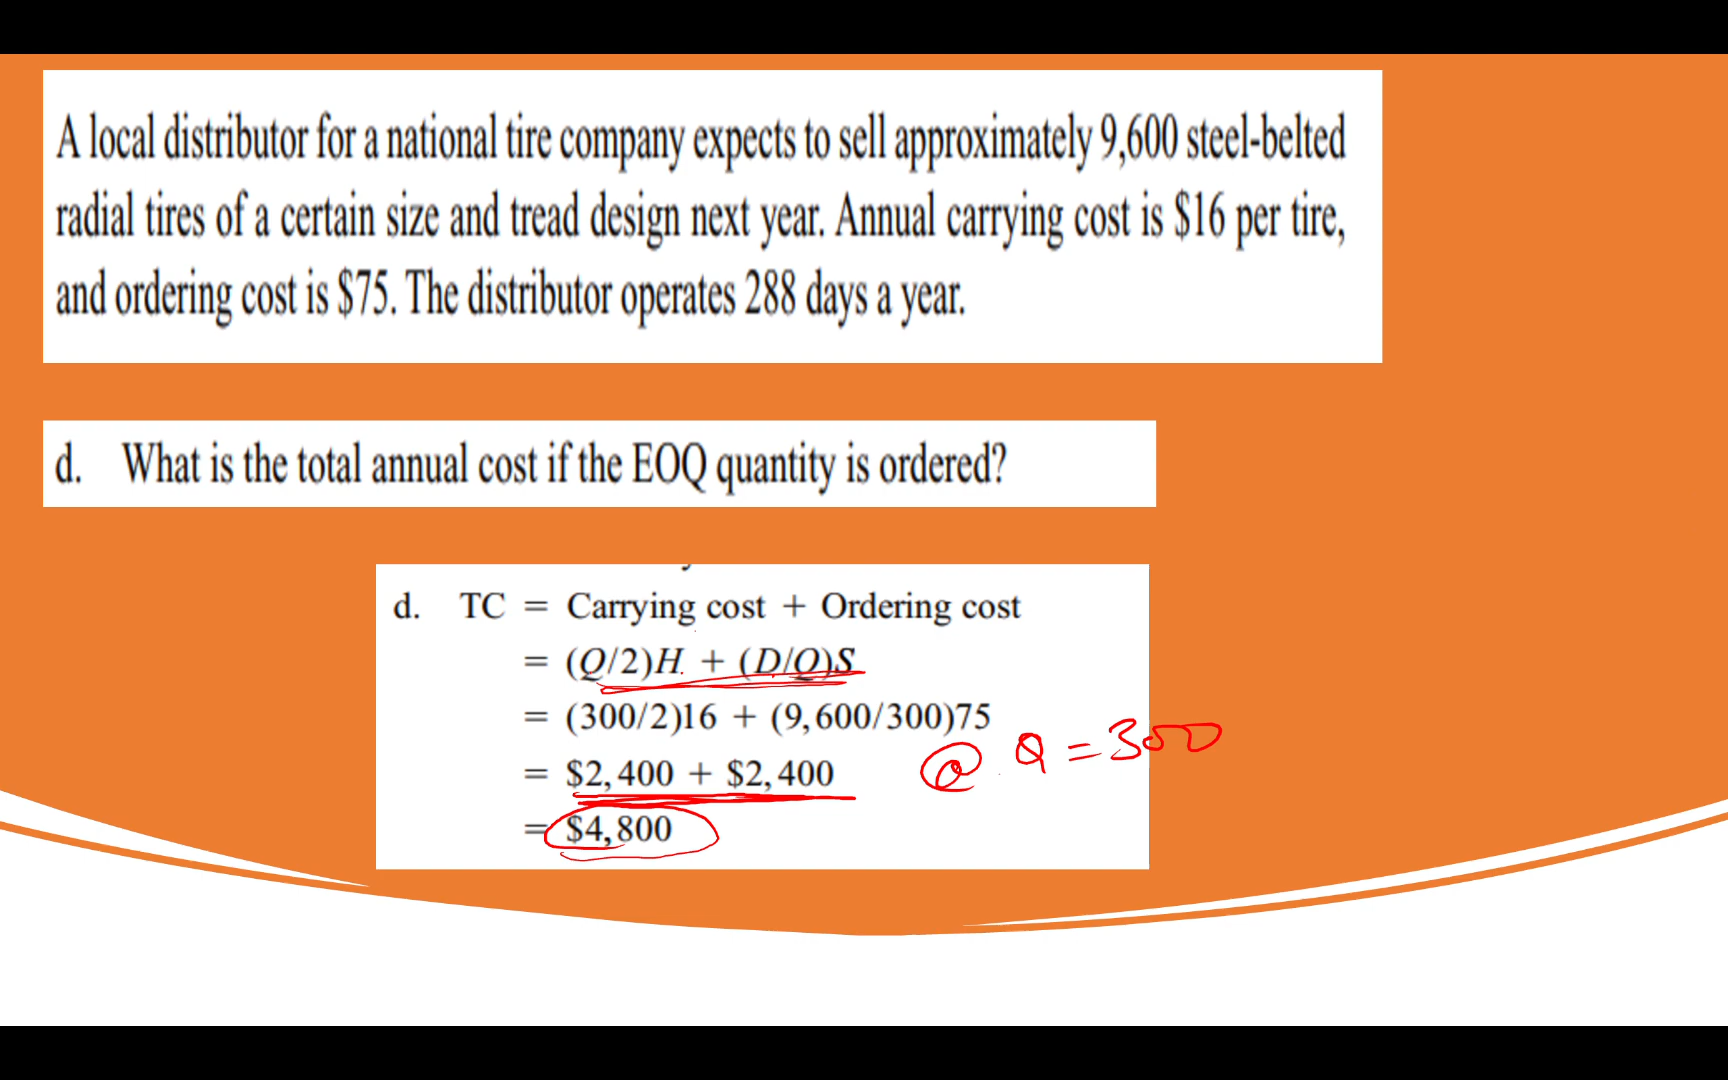 A local distributor for a national tire company expects to sell approximately 9,600 steel-belted
radial tires of a certain size and tread design next year. Annual carrying cost is $16 per tire,
and ordering cost is $75. The distributor operates 288 days a year.
d. What is the total annual cost if the EOQ quantity is ordered?
d. TC = Carrying cost + Ordering cost
= (Q/2)H + (D/Q)S
= (300/2)16 + (9,600/300)75
= $2,400 + $2,400
@ Q = 300
= $4,800